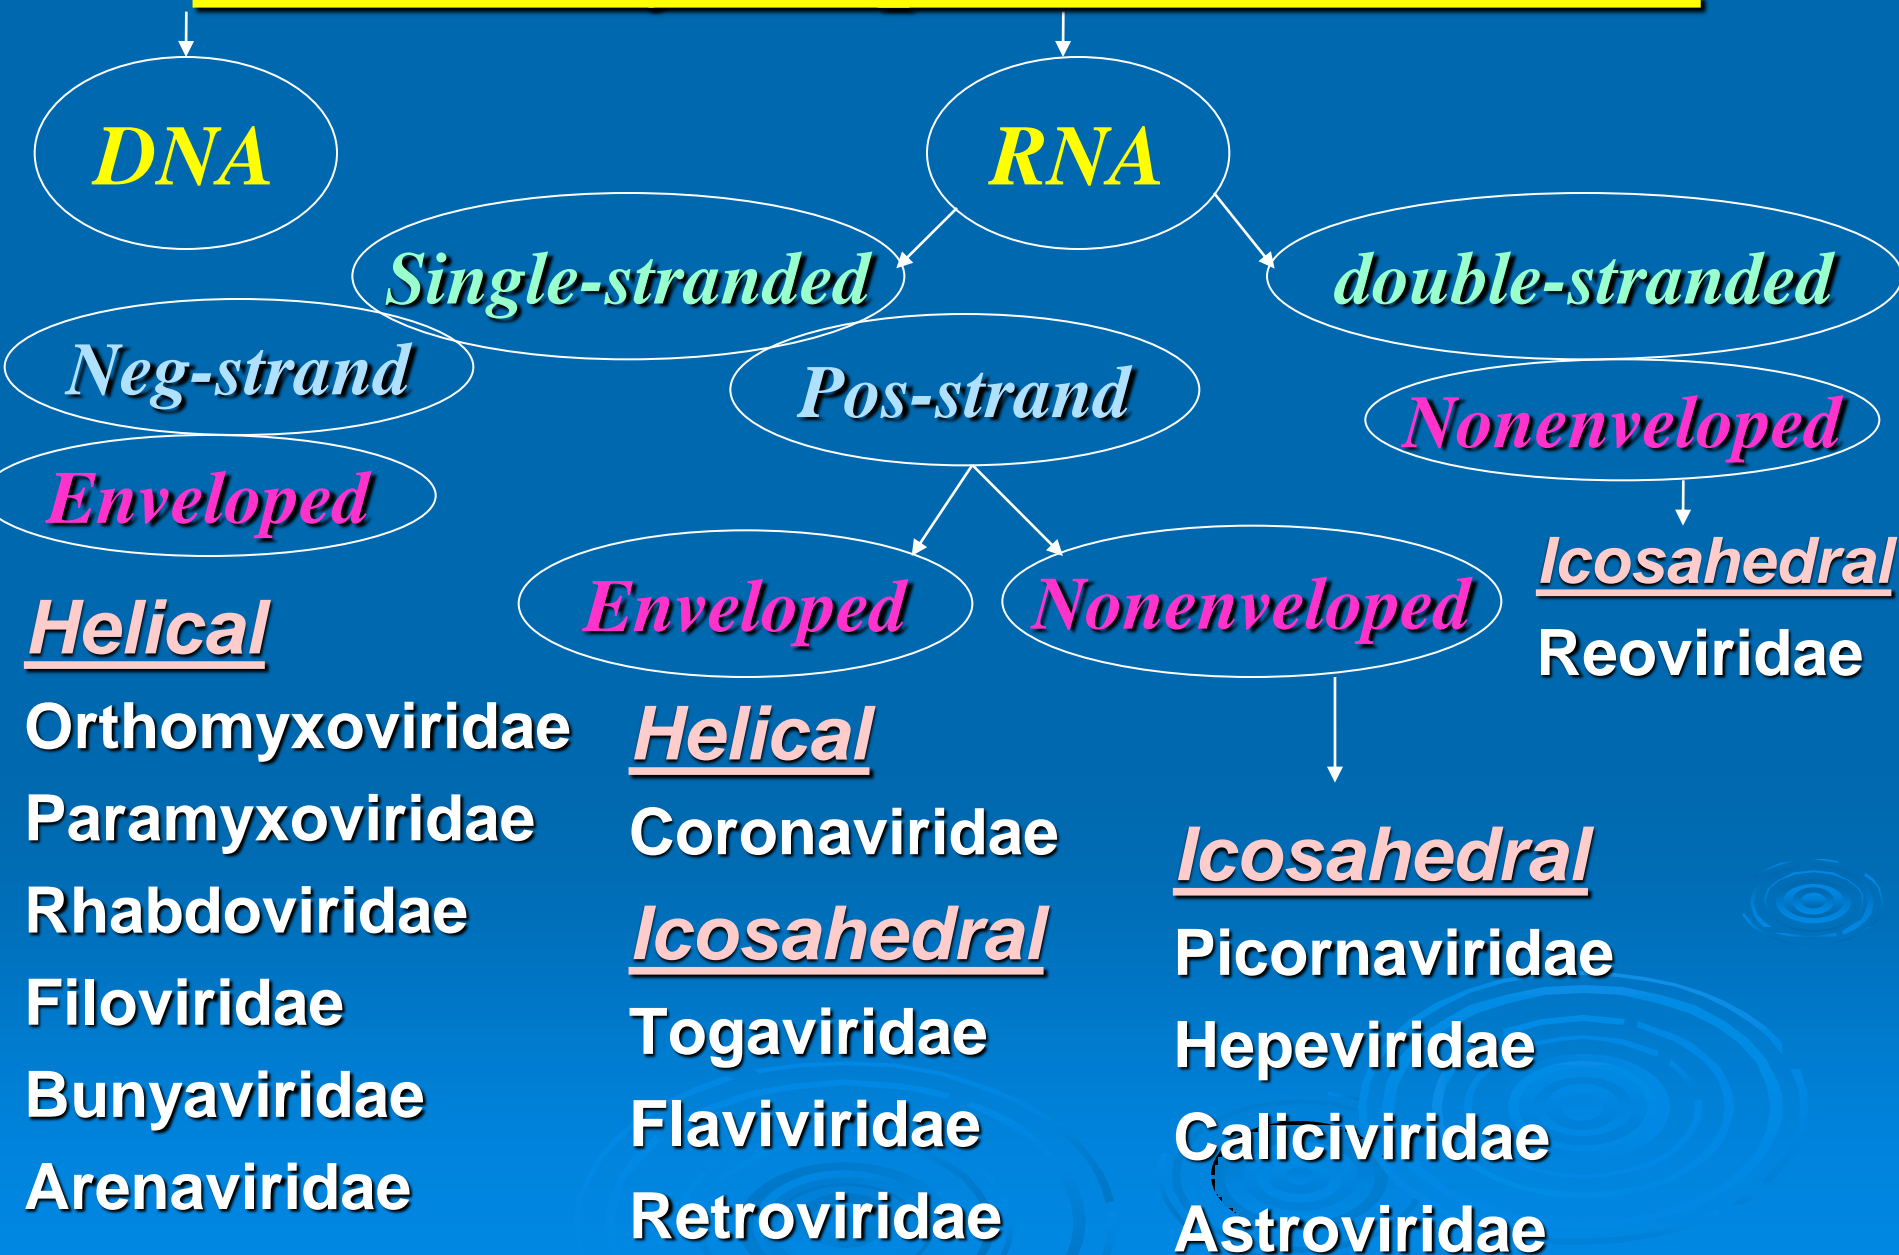 DNA
RNA
Single-stranded
double-stranded
Neg-strand
Pos-strand
Nonenveloped
Enveloped
Helical
Orthomyxoviridae
Paramyxoviridae
Rhabdoviridae
Filoviridae
Bunyaviridae
Arenaviridae
Enveloped
Helical
Coronaviridae
Icosahedral
Togaviridae
Flaviviridae
Retroviridae
Nonenveloped
Icosahedral
Picornaviridae
Hepeviridae
Caliciviridae
Astroviridae
Icosahedral
Reoviridae